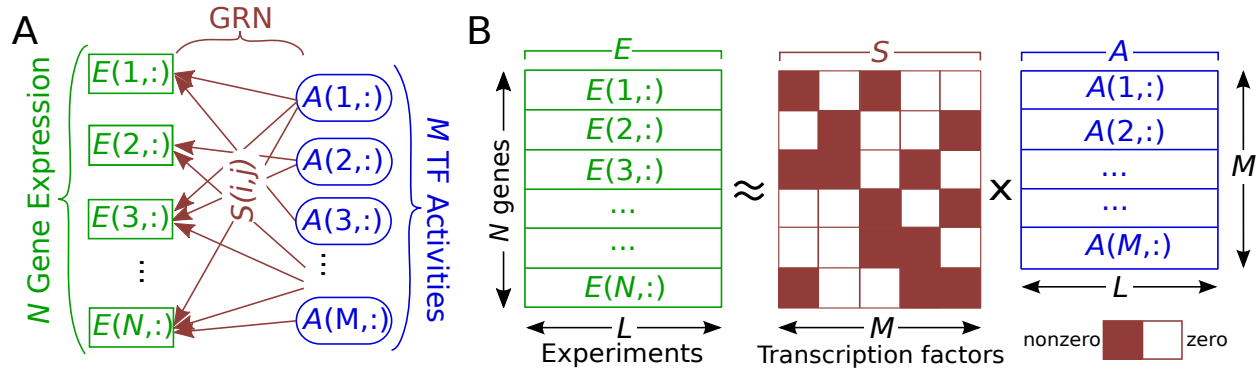 A
GRN
N Gene Expression
E(1,:)
E(2,:)
E(3,:)
...
E(N,:)
S(i,j)
A(1,:)
A(2,:)
A(3,:)
...
A(M,:)
M TF Activities
B
E
N genes
E(1,:)
E(2,:)
E(3,:)
...
...
E(N,:)
L
Experiments
≈
S
M
Transcription factors
x
A
A(1,:)
A(2,:)
...
...
A(M,:)
M
L
nonzero
zero